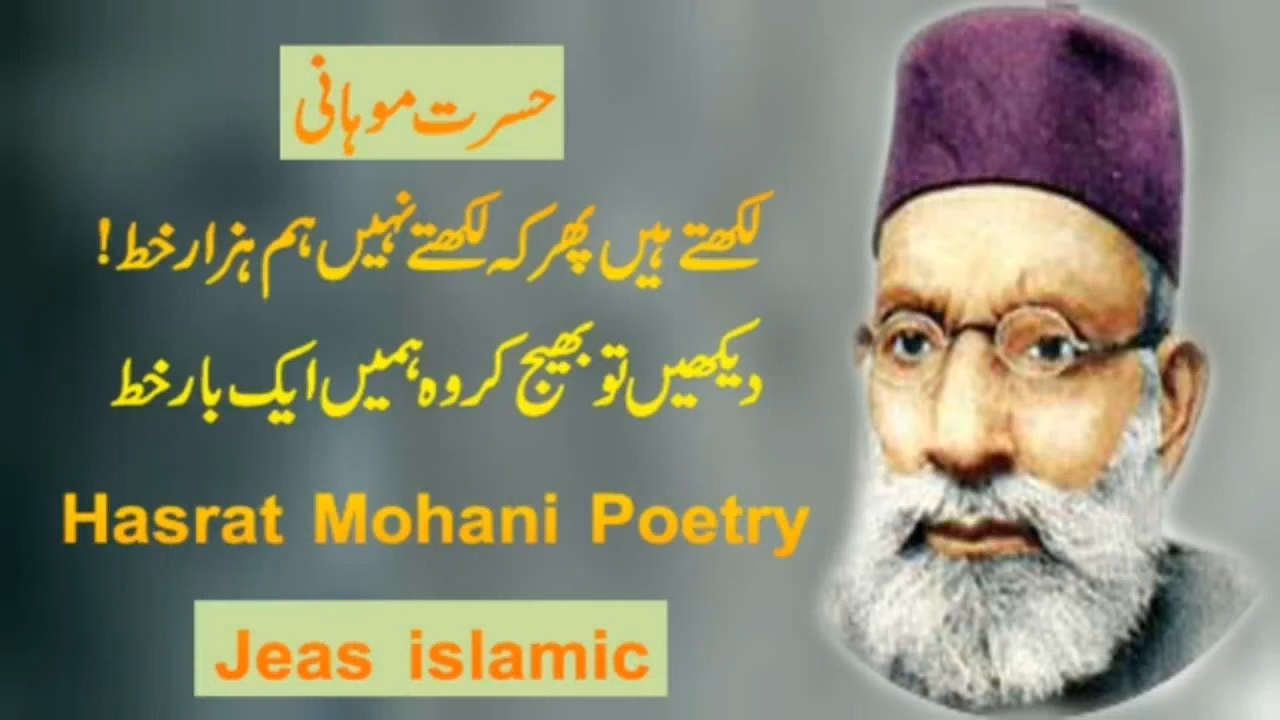 حسرت موہانی
لکھتے ہیں پھر کہ لکھتے نہیں ہم ہزار خط!
دیکھیں تو بھیج کر وہ ہمیں ایک بار خط
Hasrat Mohani Poetry
Jeas islamic